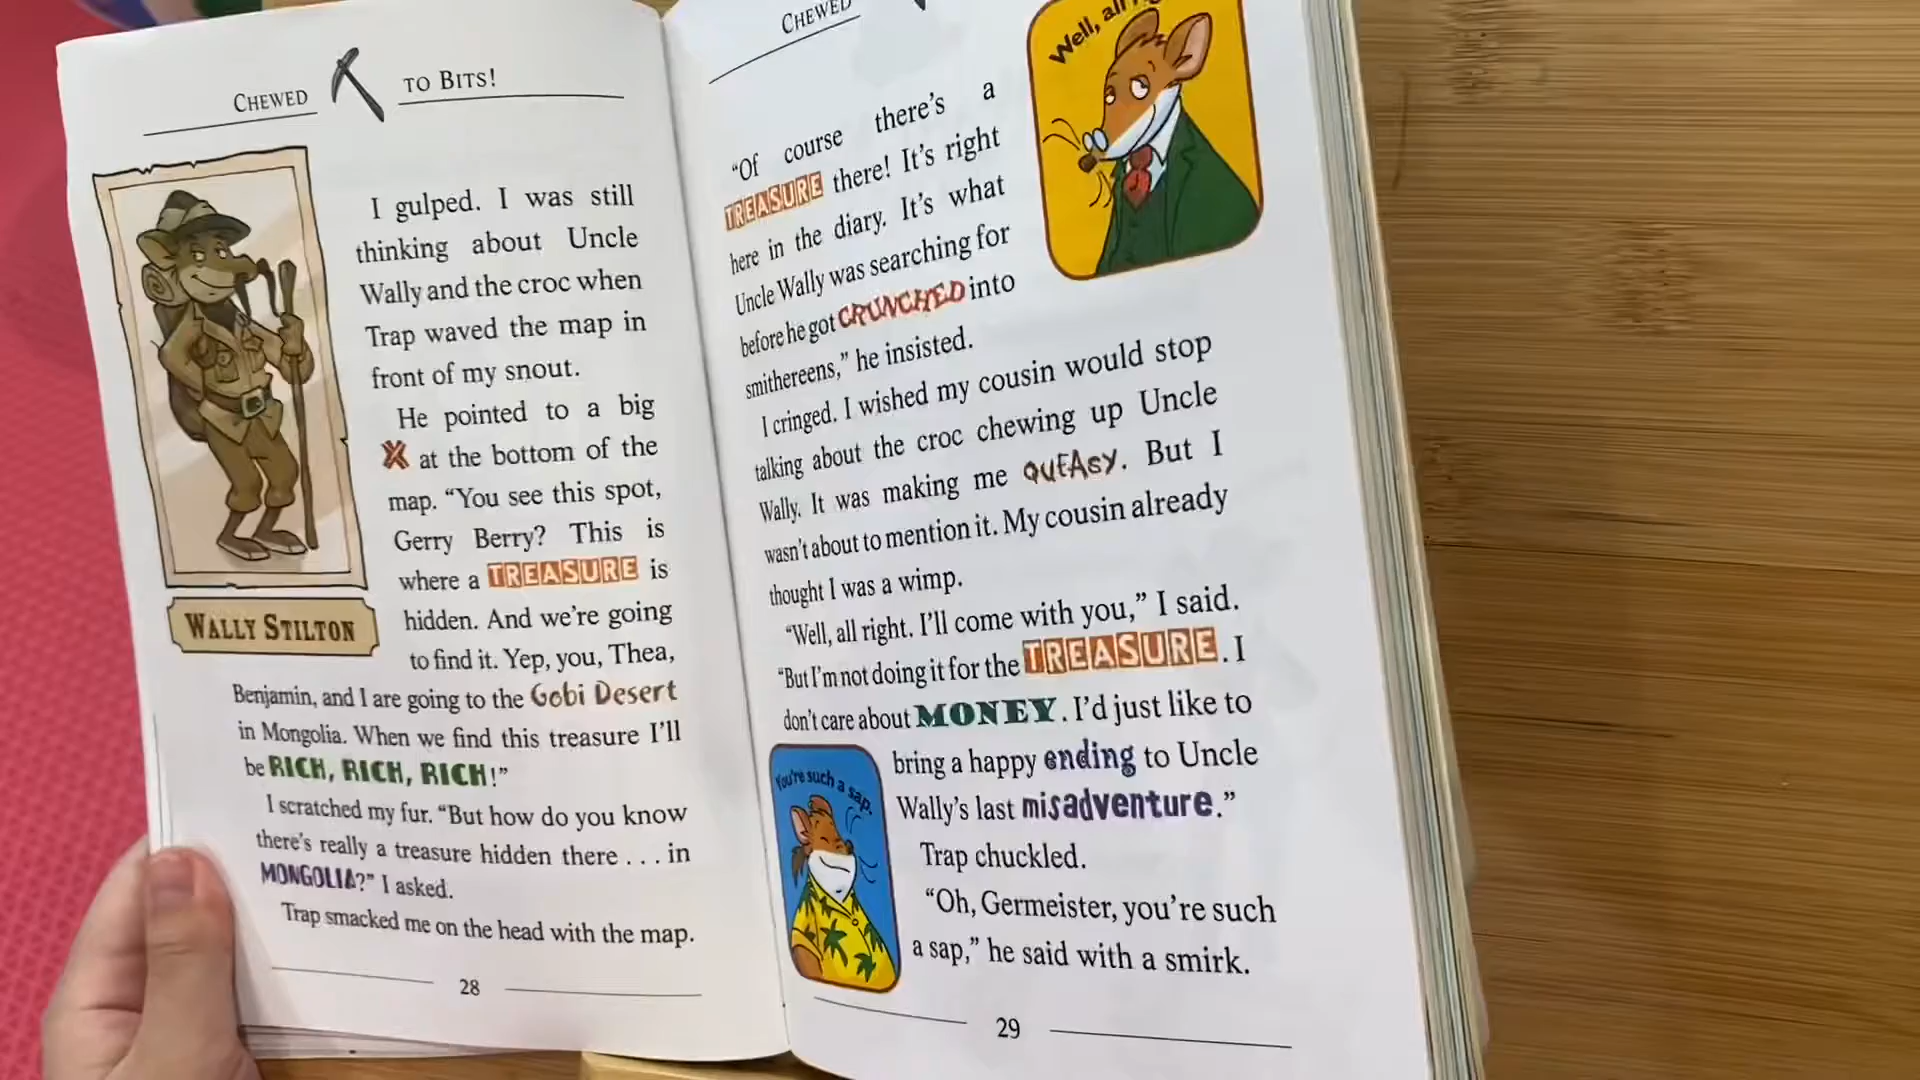 CHEWED TO BITS!
I gulped. I was still
thinking about Uncle
Wally and the croc when
Trap waved the map in
front of my snout.
He pointed to a big
X at the bottom of the
map. “You see this spot,
Gerry Berry? This is
where a TREASURE is
hidden. And we’re going
to find it. Yep, you, Thea,
WALLY STILTON
Benjamin, and I are going to the Gobi Desert
in Mongolia. When we find this treasure I’ll
be RICH, RICH, RICH!”
I scratched my fur. “But how do you know
there’s really a treasure hidden there . . . in
MONGOLIA?” I asked.
Trap smacked me on the head with the map.
28
CHEWED
Well, all
“Of course there’s a
TREASURE there! It’s right
here in the diary. It’s what
Uncle Wally was searching for
before he got CRUNCHED into
smithereens,” he insisted.
I cringed. I wished my cousin would stop
talking about the croc chewing up Uncle
Wally. It was making me QUEASY. But I
wasn’t about to mention it. My cousin already
thought I was a wimp.
“Well, all right. I’ll come with you,” I said.
“But I’m not doing it for the TREASURE. I
don’t care about MONEY. I’d just like to
bring a happy ending to Uncle
Wally’s last misadventure.”
You’re such a sap.
Trap chuckled.
“Oh, Germeister, you’re such
a sap,” he said with a smirk.
29